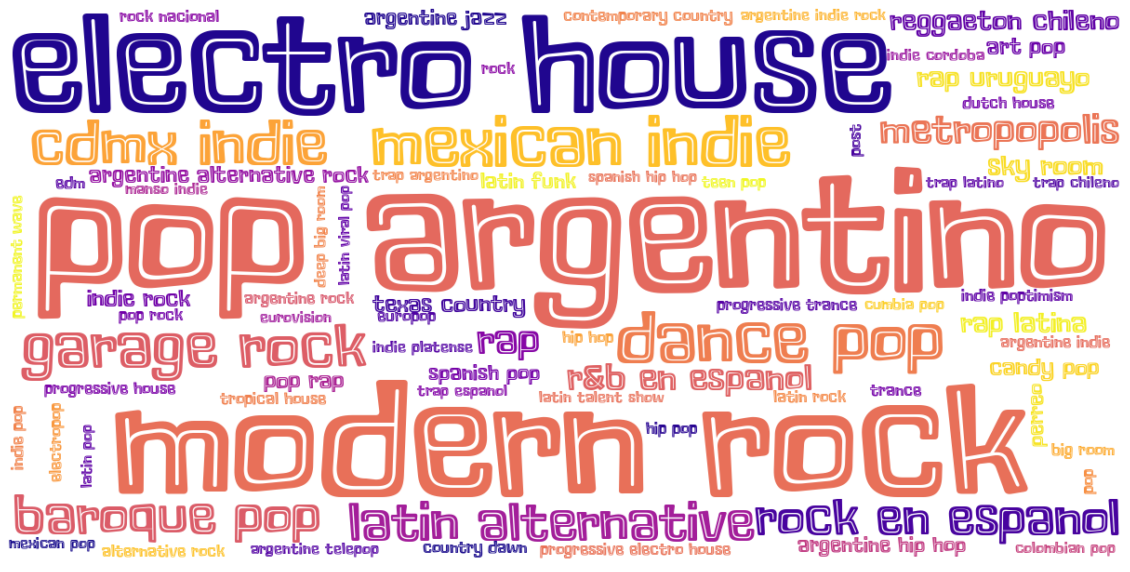 rock nacional
argentine jazz
contemporary country
argentine indie rock
reggaeton chileno
electro house
rock
indie cordoba
art pop
rap uruguayo
dutch house
cdmx indie
mexican indie
post
metropopolis
argentine alternative rock
edm
manso indie
trap argentino
latin funk
spanish hip hop
teen pop
sky room
trap latino
trap chileno
permanent wave
pop argentino
deep big room
latin viral pop
indie rock
pop rock
argentine rock
eurovision
texas country
europop
progressive trance
cumbia pop
indie poptimism
garage rock
indie platense
rap
hip hop
dance pop
rap latina
argentine indie
progressive house
pop rap
spanish pop
r&b en espanol
candy pop
tropical house
trap espanol
latin talent show
latin rock
trance
perreo
indie pop
electropop
latin pop
modern rock
hip pop
big room
pop
baroque pop
latin alternative
rock en espanol
mexican pop
alternative rock
argentine telepop
country dawn
progressive electro house
argentine hip hop
colombian pop